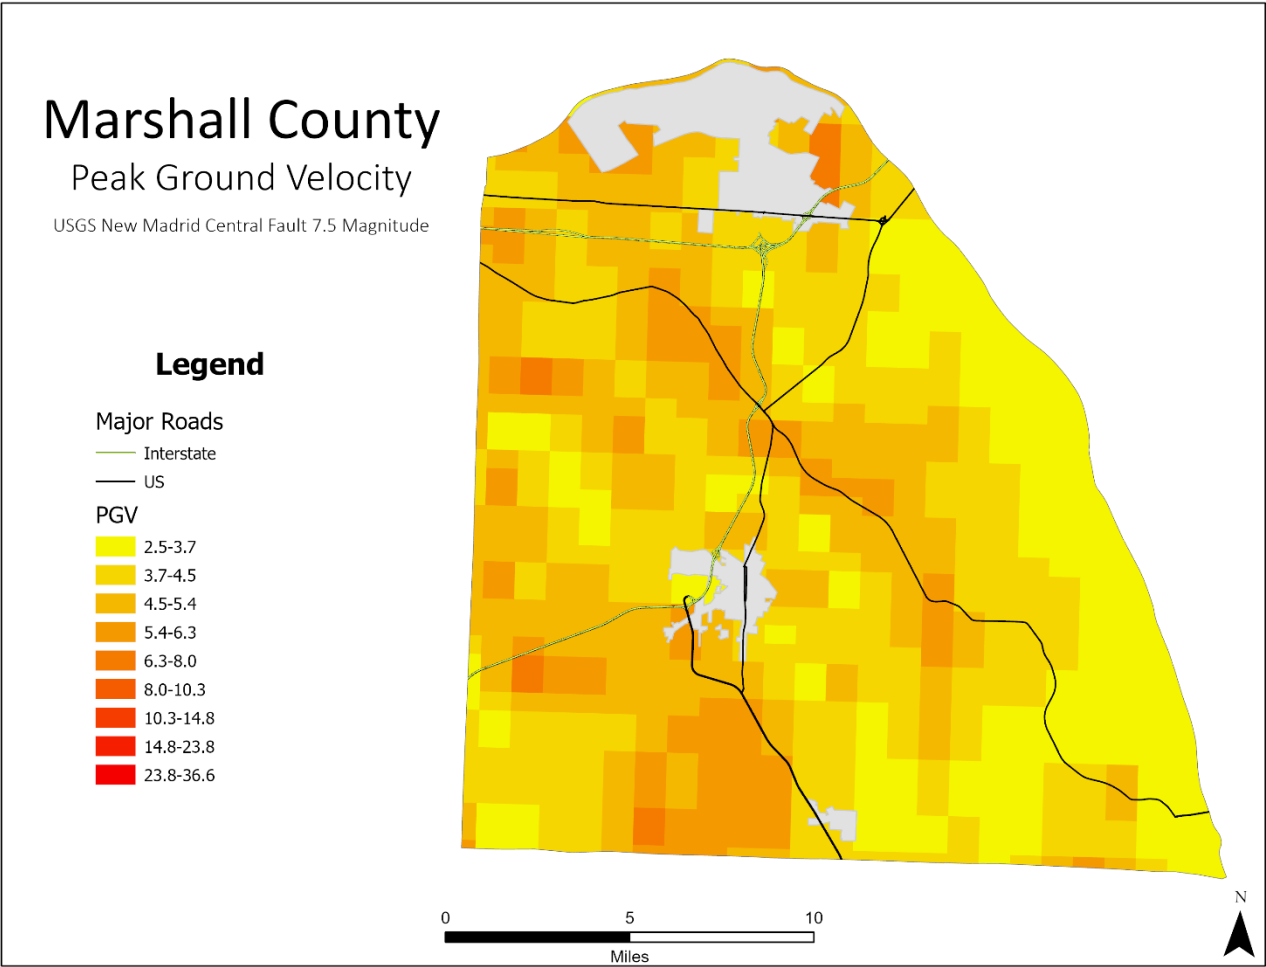 Marshall County
Peak Ground Velocity
USGS New Madrid Central Fault 7.5 Magnitude
Legend
Major Roads
Interstate
US
PGV
2.5-3.7
3.7-4.5
4.5-5.4
5.4-6.3
6.3-8.0
8.0-10.3
10.3-14.8
14.8-23.8
23.8-36.6
0 5 10
Miles
N